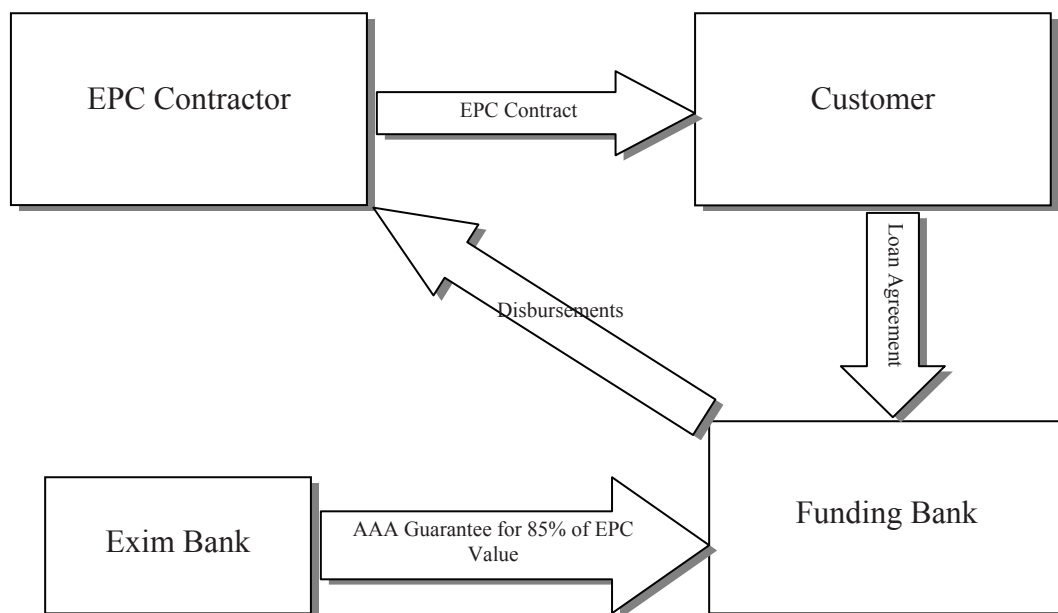 EPC Contractor
EPC Contract
Customer
Loan Agreement
Disbursements
Exim Bank
AAA Guarantee for 85% of EPC
Value
Funding Bank